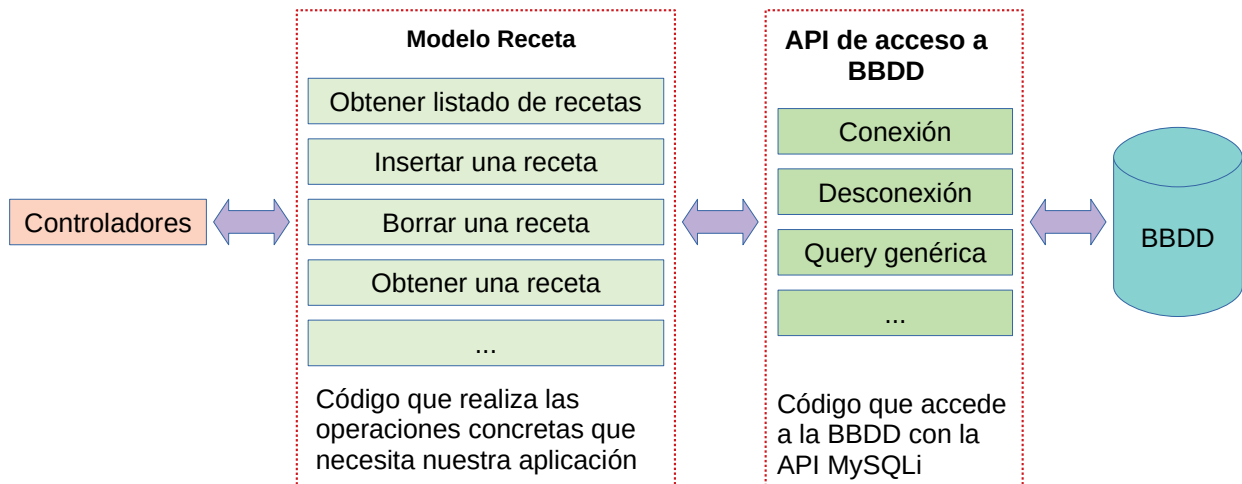 Controladores
Modelo Receta
Obtener listado de recetas
Insertar una receta
Borrar una receta
Obtener una receta
...
Código que realiza las
operaciones concretas que
necesita nuestra aplicación
API de acceso a
BBDD
Conexión
Desconexión
Query genérica
...
Código que accede
a la BBDD con la
API MySQLi
BBDD